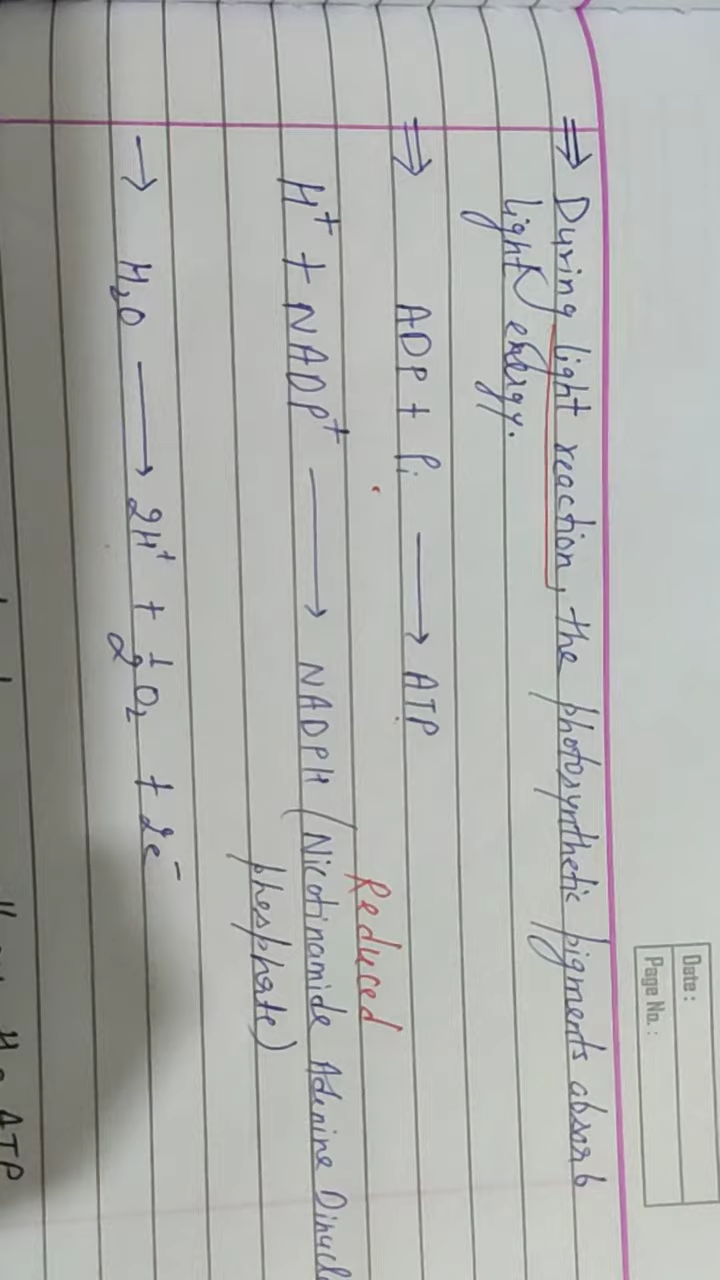 Date :
Page No. :
⇒ During light reaction, the photosynthetic pigments absorb
light energy.
⇒ ADP + Pi ⟶ ATP
Reduced
H⁺ + NADP⁺ ⟶ NADPH (Nicotinamide Adenine
phosphate)
→ H₂O ⟶ 2H⁺ + ½O₂ + 2e⁻
ATP